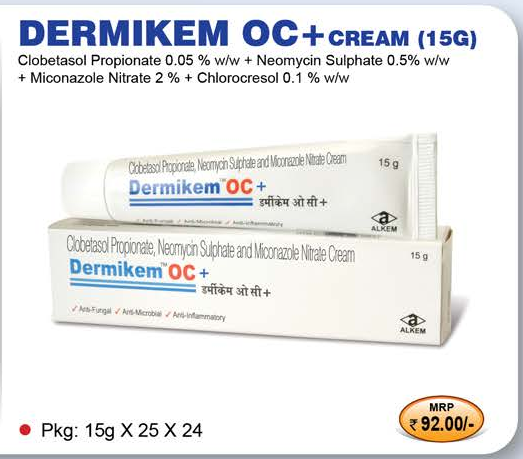 DERMIKEM OC+ CREAM (15G)
Clobetasol Propionate 0.05 % w/w + Neomycin Sulphate 0.5% w/w
+ Miconazole Nitrate 2 % + Chlorocresol 0.1 % w/w
Clobetasol Propionate, Neomycin Sulphate and Miconazole Nitrate Cream
15 g
Dermikem™ OC+
डर्मीकेम ओ सी+
✓ Anti-Fungal ✓ Anti-Microbial ✓ Anti-Inflammatory
a
ALKEM
Clobetasol Propionate, Neomycin Sulphate and Miconazole Nitrate Cream
15 g
Dermikem™ OC+
डर्मीकेम ओ सी+
✓ Anti-Fungal ✓ Anti-Microbial ✓ Anti-Inflammatory
a
ALKEM
MRP
₹ 92.00/-
Pkg: 15g X 25 X 24